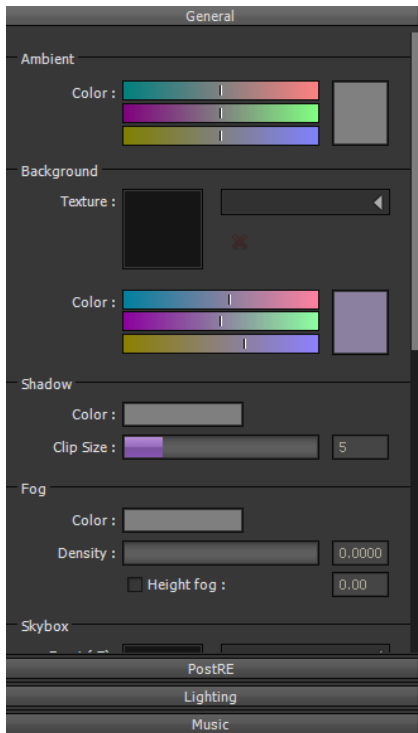 General
Ambient
Color :
Background
Texture :
Color :
Shadow
Color :
Clip Size : 5
Fog
Color :
Density : 0.0000
Height fog : 0.00
Skybox
PostRE
Lighting
Music